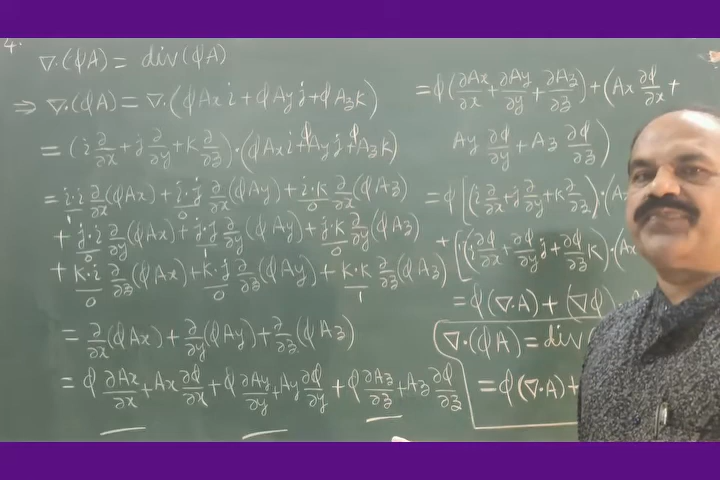 4.
∇·(ϕA) = div(ϕA)
⇒ ∇·(ϕA) = ∇·(ϕAx i + ϕAy j + ϕAz k)
= (i ∂/∂x + j ∂/∂y + k ∂/∂z)·(ϕAx i + ϕAy j + ϕAz k)
= i·i ∂/∂x (ϕAx) + i·j ∂/∂x (ϕAy) + i·k ∂/∂x (ϕAz)
1 0 0
+ j·i ∂/∂y (ϕAx) + j·j ∂/∂y (ϕAy) + j·k ∂/∂y (ϕAz)
0 1 0
+ k·i ∂/∂z (ϕAx) + k·j ∂/∂z (ϕAy) + k·k ∂/∂z (ϕAz)
0 0 1
= ∂/∂x (ϕAx) + ∂/∂y (ϕAy) + ∂/∂z (ϕAz)
= ϕ ∂Ax/∂x + Ax ∂ϕ/∂x + ϕ ∂Ay/∂y + Ay ∂ϕ/∂y + ϕ ∂Az/∂z + Az ∂ϕ/∂z
= ϕ(∂Ax/∂x + ∂Ay/∂y + ∂Az/∂z) + (Ax ∂ϕ/∂x +
Ay ∂ϕ/∂y + Az ∂ϕ/∂z)
= ϕ[(i ∂/∂x + j ∂/∂y + k ∂/∂z)·(Ax
+ [(i ∂ϕ/∂x + ∂ϕ/∂y j + ∂ϕ/∂z k)·(Ax
= ϕ(∇·A) + (∇ϕ)·
∇·(ϕA) = div(
= ϕ(∇·A) +